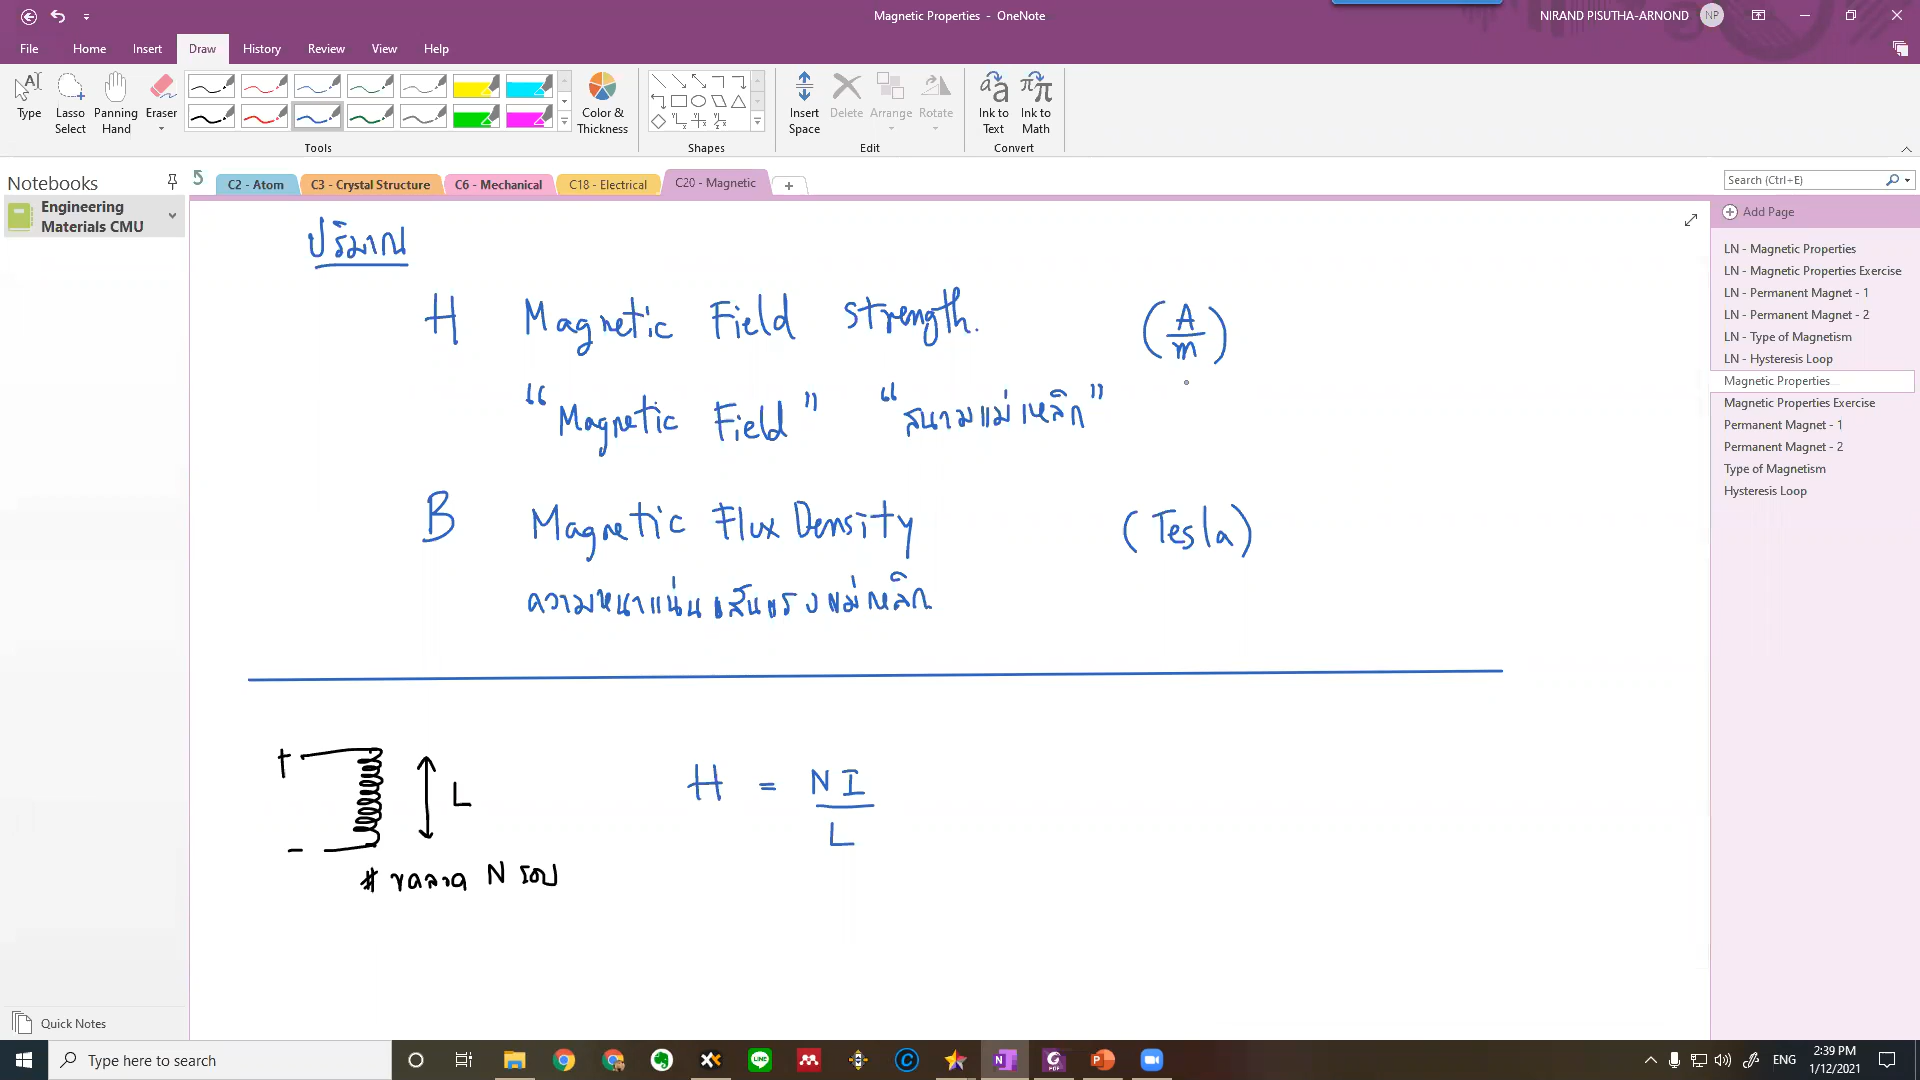 Magnetic Properties - OneNote
NIRAND PISUTHA-ARNOND NP
File Home Insert Draw History Review View Help
Type
Lasso Select
Panning Hand
Eraser
Color & Thickness
Insert Space
Delete
Arrange
Rotate
Ink to Text
Ink to Math
Tools
Shapes
Edit
Convert
Notebooks
C2 - Atom
C3 - Crystal Structure
C6 - Mechanical
C18 - Electrical
C20 - Magnetic
Search (Ctrl+E)
Engineering Materials CMU
Add Page
LN - Magnetic Properties
LN - Magnetic Properties Exercise
LN - Permanent Magnet - 1
LN - Permanent Magnet - 2
LN - Type of Magnetism
LN - Hysteresis Loop
Magnetic Properties
Magnetic Properties Exercise
Permanent Magnet - 1
Permanent Magnet - 2
Type of Magnetism
Hysteresis Loop
ปริมาณ
H Magnetic Field Strength. (A/m)
"Magnetic Field" "สนามแม่เหล็ก"
B Magnetic Flux Density (Tesla)
ความหนาแน่นเส้นแรงแม่เหล็ก
+
L
-
# ขดลวด N รอบ
H = NI/L
Quick Notes
Type here to search
ENG
2:39 PM
1/12/2021